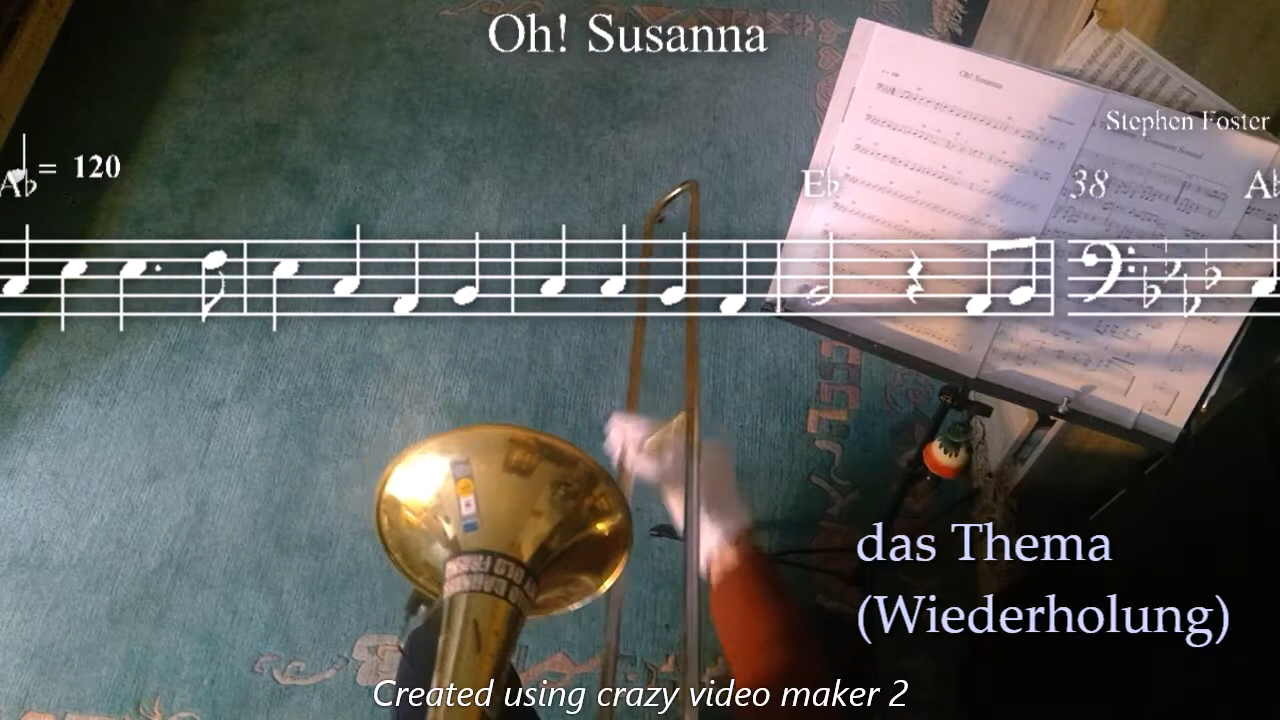 Oh! Susanna
Stephen Foster
= 120
Ab
Eb
38
Oh! Susanna
das Thema
(Wiederholung)
Created using crazy video maker 2